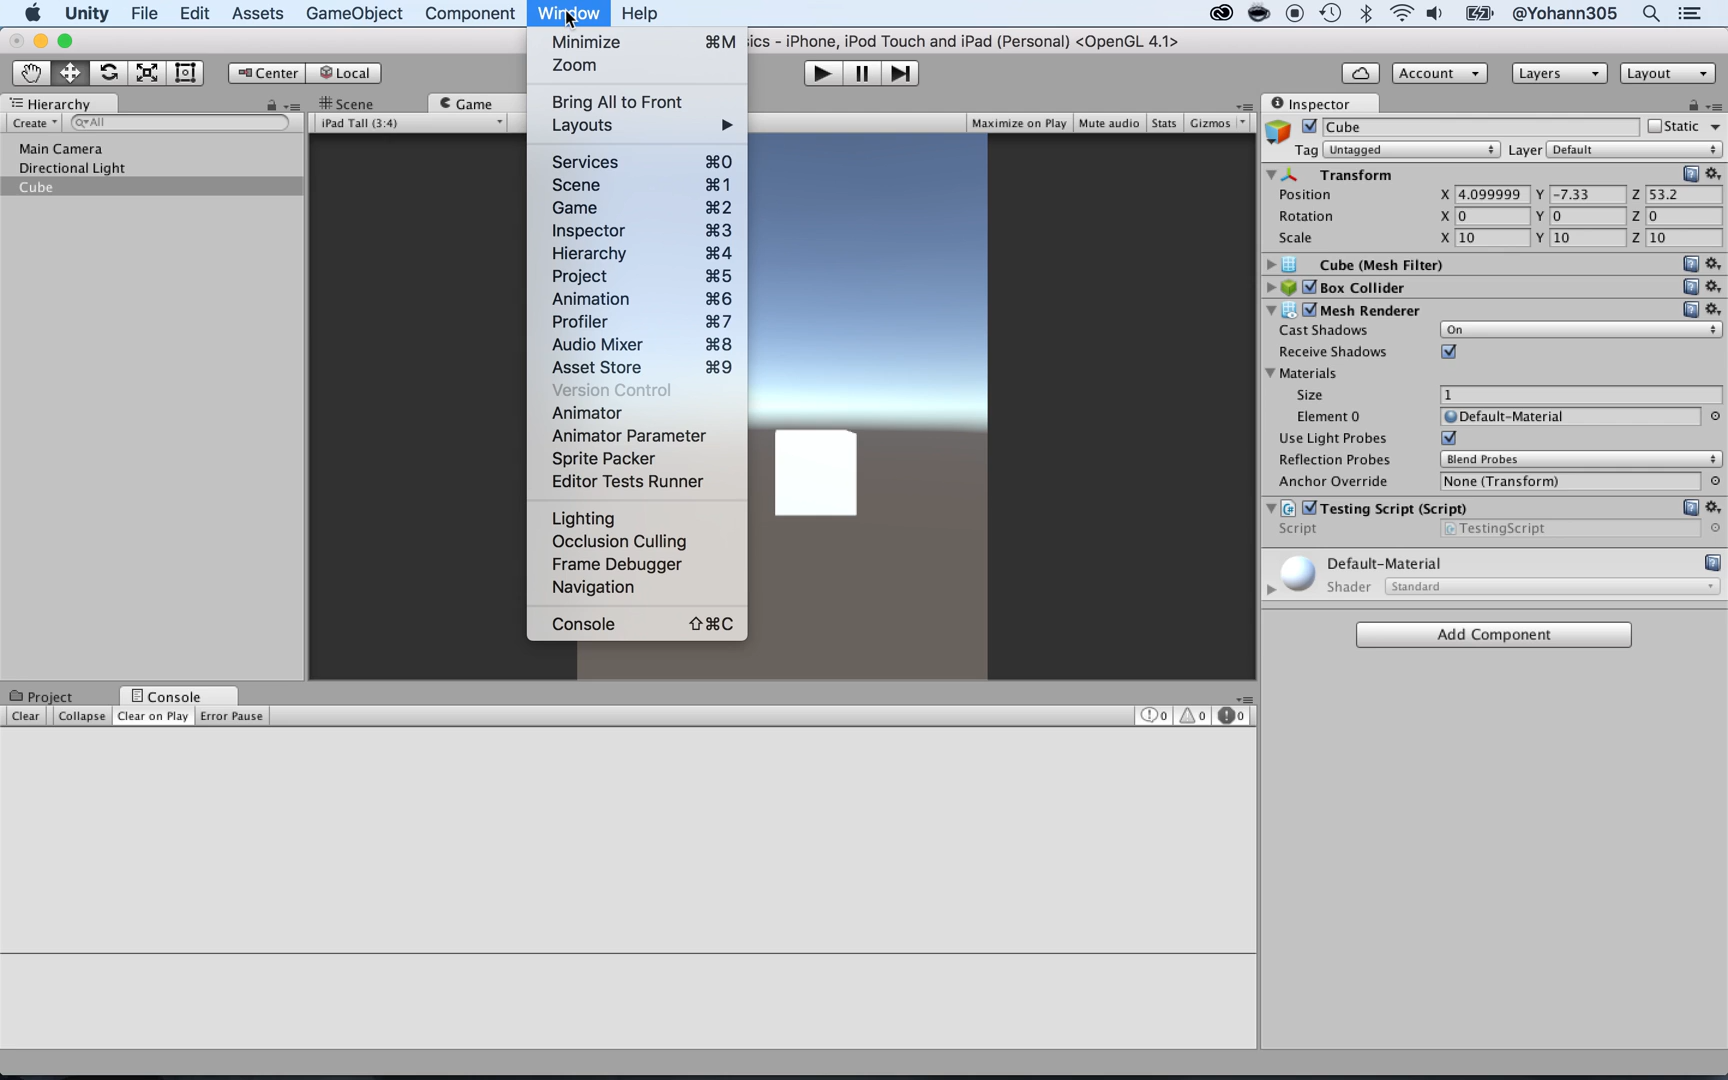 Unity File Edit Assets GameObject Component Window Help @Yohann305
ics - iPhone, iPod Touch and iPad (Personal) <OpenGL 4.1>
Center Local Account Layers Layout
Hierarchy
Create All
Main Camera
Directional Light
Cube
Scene Game
iPad Tall (3:4) Maximize on Play Mute audio Stats Gizmos
Minimize ⌘M
Zoom
Bring All to Front
Layouts
Services ⌘0
Scene ⌘1
Game ⌘2
Inspector ⌘3
Hierarchy ⌘4
Project ⌘5
Animation ⌘6
Profiler ⌘7
Audio Mixer ⌘8
Asset Store ⌘9
Version Control
Animator
Animator Parameter
Sprite Packer
Editor Tests Runner
Lighting
Occlusion Culling
Frame Debugger
Navigation
Console ⇧⌘C
Inspector
Cube Static
Tag Untagged Layer Default
Transform
Position X 4.099999 Y -7.33 Z 53.2
Rotation X 0 Y 0 Z 0
Scale X 10 Y 10 Z 10
Cube (Mesh Filter)
Box Collider
Mesh Renderer
Cast Shadows On
Receive Shadows
Materials
Size 1
Element 0 Default-Material
Use Light Probes
Reflection Probes Blend Probes
Anchor Override None (Transform)
Testing Script (Script)
Script TestingScript
Default-Material
Shader Standard
Add Component
Project Console
Clear Collapse Clear on Play Error Pause 0 0 0